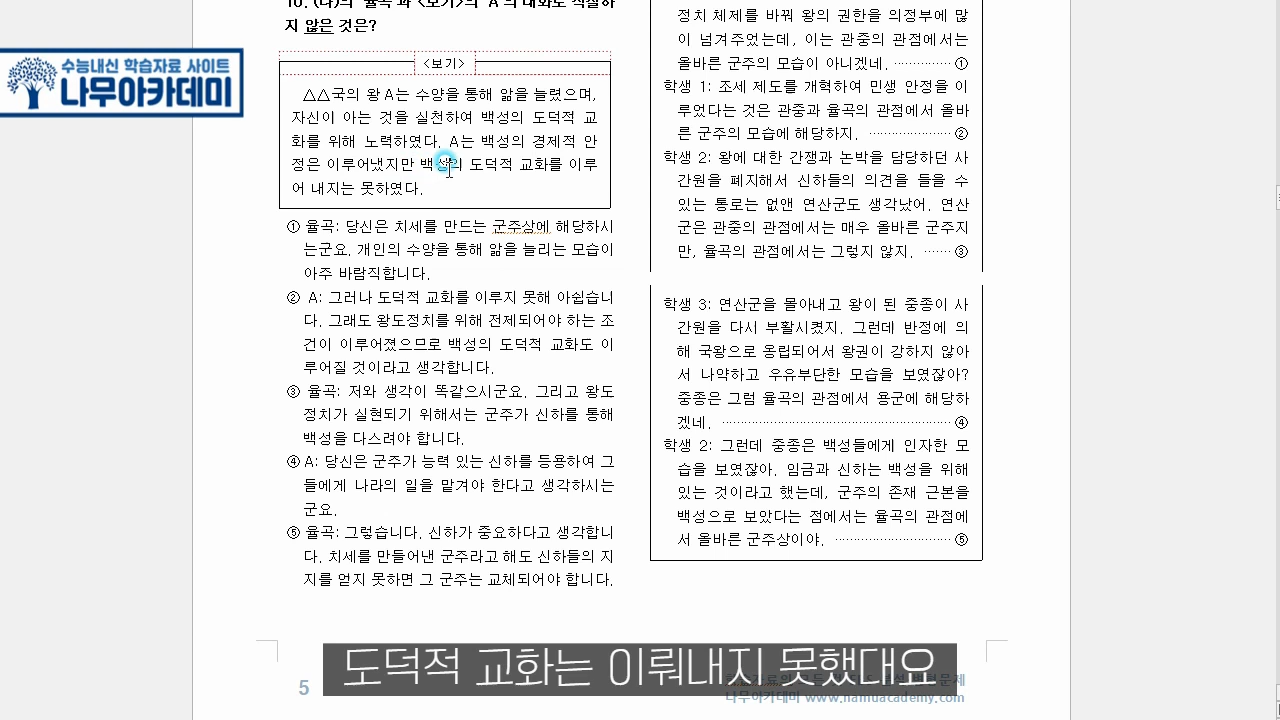 10. (나)의 '율곡'과 <보기>의 'A'의 대화로 적절하
지 않은 것은?
수능내신 학습자료 사이트
나무아카데미
<보기>
△△국의 왕 A는 수양을 통해 앎을 늘렸으며,
자신이 아는 것을 실천하여 백성의 도덕적 교
화를 위해 노력하였다. A는 백성의 경제적 안
정은 이루어냈지만 백성의 도덕적 교화를 이루
어 내지는 못하였다.
① 율곡: 당신은 치세를 만드는 군주상에 해당하시
는군요. 개인의 수양을 통해 앎을 늘리는 모습이
아주 바람직합니다.
② A: 그러나 도덕적 교화를 이루지 못해 아쉽습니
다. 그래도 왕도정치를 위해 전제되어야 하는 조
건이 이루어졌으므로 백성의 도덕적 교화도 이
루어질 것이라고 생각합니다.
③ 율곡: 저와 생각이 똑같으시군요. 그리고 왕도
정치가 실현되기 위해서는 군주가 신하를 통해
백성을 다스려야 합니다.
④ A: 당신은 군주가 능력 있는 신하를 등용하여 그
들에게 나라의 일을 맡겨야 한다고 생각하시는
군요.
⑤ 율곡: 그렇습니다. 신하가 중요하다고 생각합니
다. 치세를 만들어낸 군주라고 해도 신하들의 지
지를 얻지 못하면 그 군주는 교체되어야 합니다.
정치 체제를 바꿔 왕의 권한을 의정부에 많
이 넘겨주었는데, 이는 관중의 관점에서는
올바른 군주의 모습이 아니겠네. ············ ①
학생 1: 조세 제도를 개혁하여 민생 안정을 이
루었다는 것은 관중과 율곡의 관점에서 올바
른 군주의 모습에 해당하지. ················ ②
학생 2: 왕에 대한 간쟁과 논박을 담당하던 사
간원을 폐지해서 신하들의 의견을 들을 수
있는 통로는 없앤 연산군도 생각났어. 연산
군은 관중의 관점에서는 매우 올바른 군주지
만, 율곡의 관점에서는 그렇지 않지. ······ ③
학생 3: 연산군을 몰아내고 왕이 된 중종이 사
간원을 다시 부활시켰지. 그런데 반정에 의
해 국왕으로 옹립되어서 왕권이 강하지 않아
서 나약하고 우유부단한 모습을 보였잖아?
중종은 그럼 율곡의 관점에서 용군에 해당하
겠네. ················································ ④
학생 2: 그런데 중종은 백성들에게 인자한 모
습을 보였잖아. 임금과 신하는 백성을 위해
있는 것이라고 했는데, 군주의 존재 근본을
백성으로 보았다는 점에서는 율곡의 관점에
서 올바른 군주상이야. ························ ⑤
도덕적 교화는 이뤄내지 못했대요
5
나무아카데미 www.namuacademy.com